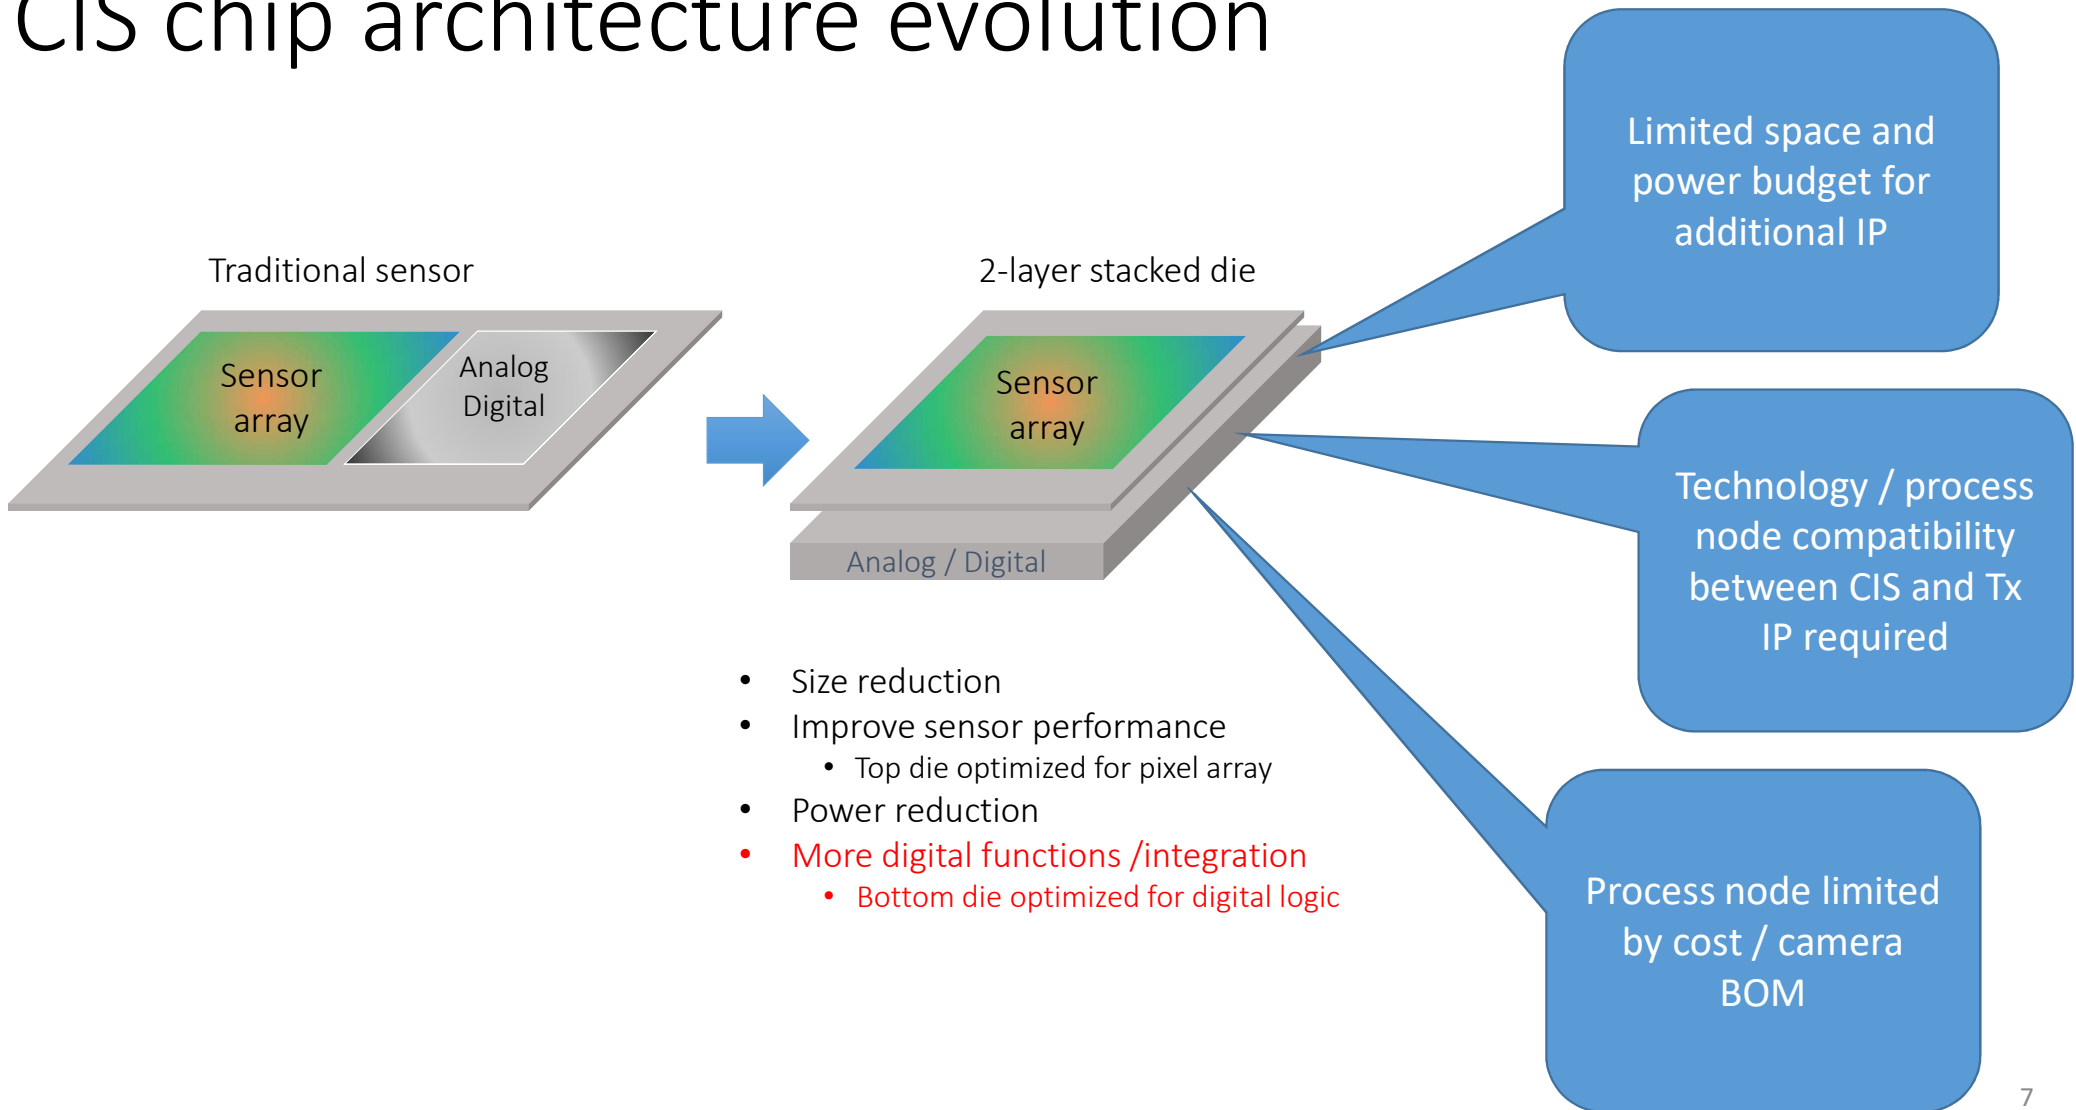 CIS chip architecture evolution
Traditional sensor
Sensor
array
Analog
Digital
2-layer stacked die
Sensor
array
Analog / Digital
• Size reduction
• Improve sensor performance
• Top die optimized for pixel array
• Power reduction
• More digital functions /integration
• Bottom die optimized for digital logic
Limited space and
power budget for
additional IP
Technology / process
node compatibility
between CIS and Tx
IP required
Process node limited
by cost / camera
BOM
7